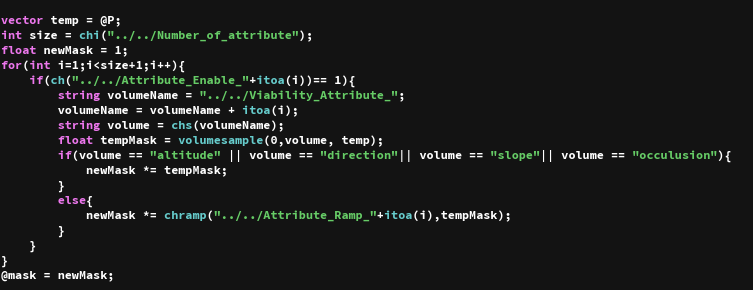 vector temp = @P;
int size = chi("../../Number_of_attribute");
float newMask = 1;
for(int i=1;i<size+1;i++){
    if(ch("../../Attribute_Enable_"+itoa(i))== 1){
        string volumeName = "../../Viability_Attribute_";
        volumeName = volumeName + itoa(i);
        string volume = chs(volumeName);
        float tempMask = volumesample(0,volume, temp);
        if(volume == "altitude" || volume == "direction"|| volume == "slope"|| volume == "occulusion"){
            newMask *= tempMask;
        }
        else{
            newMask *= chramp("../../Attribute_Ramp_"+itoa(i),tempMask);
        }
    }
}
@mask = newMask;